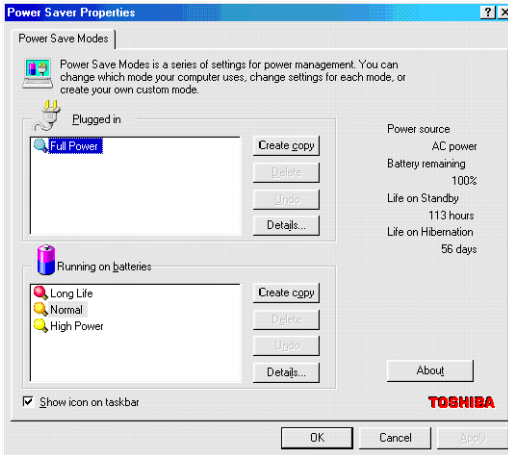 Power Saver Properties
? x
Power Save Modes
Power Save Modes is a series of settings for power management. You can
change which mode your computer uses, change settings for each mode, or
create your own custom mode.
Plugged in
Full Power
Create copy
Delete
Undo
Details...
Running on batteries
Long Life
Normal
High Power
Create copy
Delete
Undo
Details...
Power source
AC power
Battery remaining
100%
Life on Standby
113 hours
Life on Hibernation
56 days
About
Show icon on taskbar
TOSHIBA
OK
Cancel
Apply